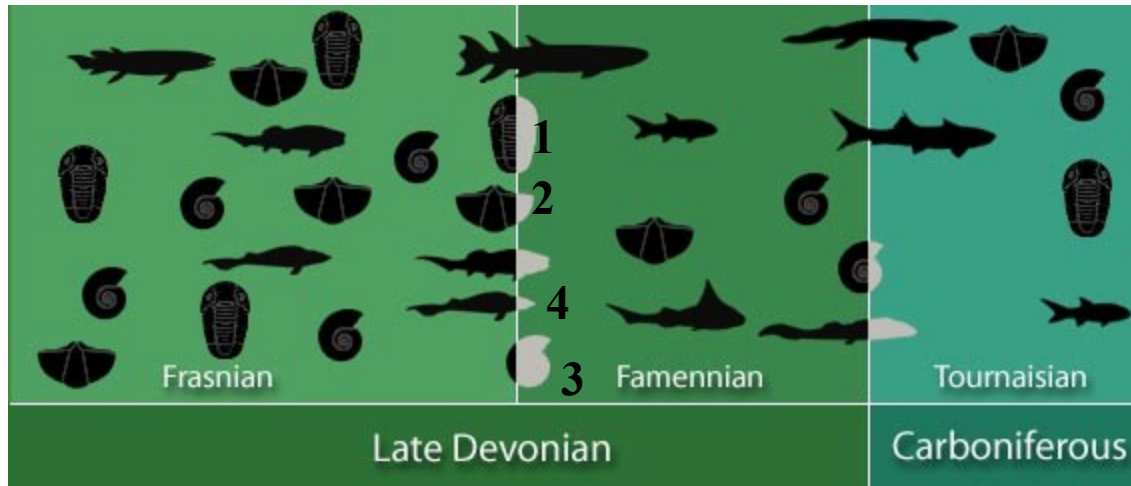 1
2
4
3
Frasnian
Famennian
Tournaisian
Late Devonian
Carboniferous